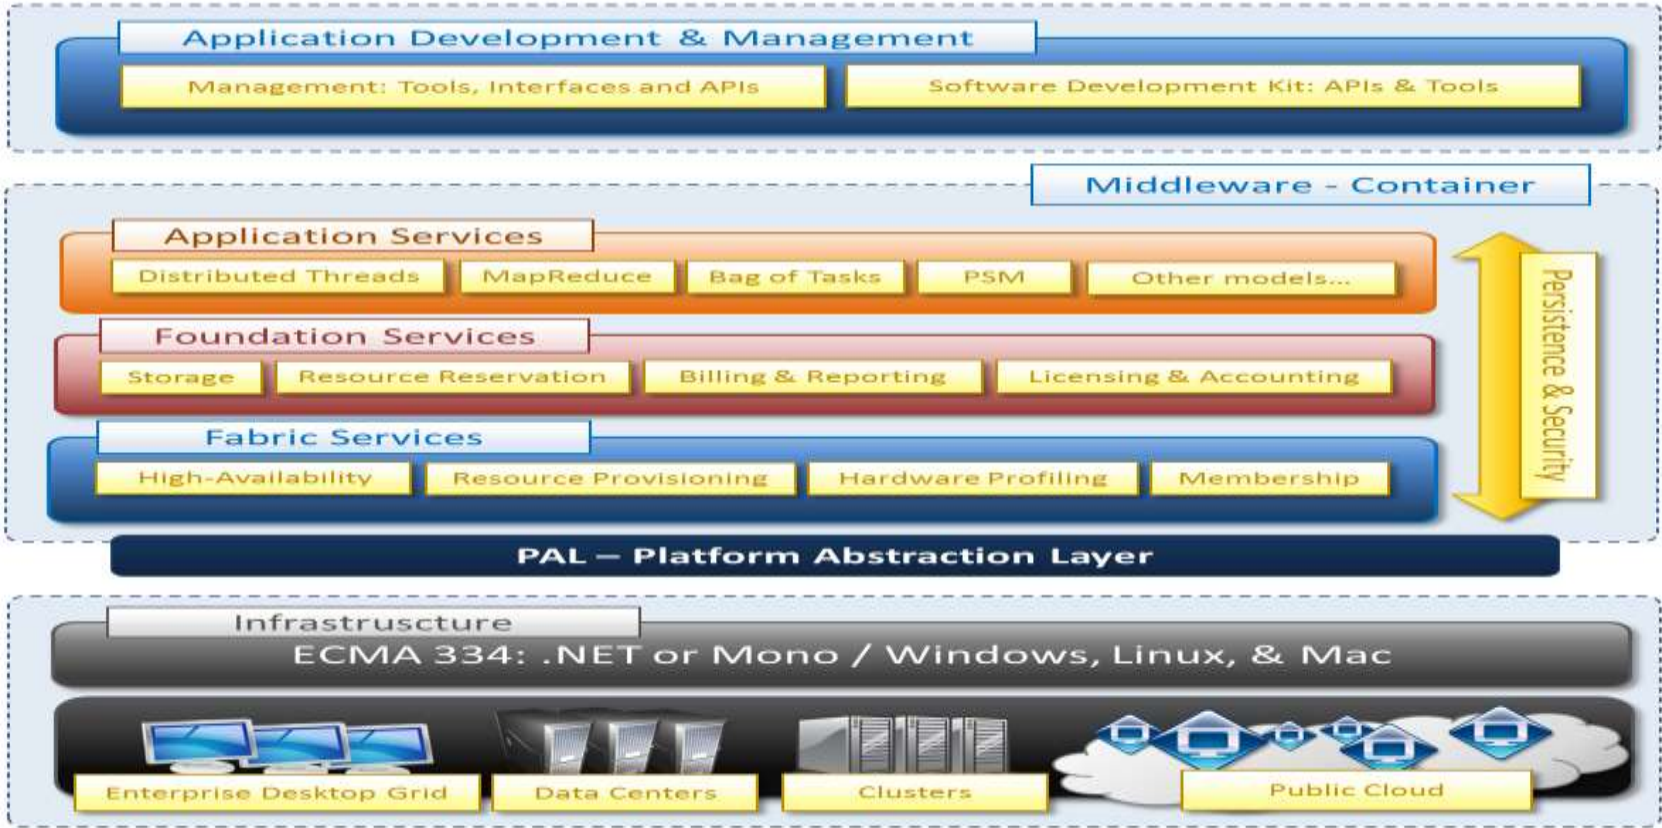 Application Development & Management
Management: Tools, Interfaces and APIs
Software Development Kit: APIs & Tools
Middleware - Container
Application Services
Distributed Threads
MapReduce
Bag of Tasks
PSM
Other models...
Foundation Services
Storage
Resource Reservation
Billing & Reporting
Licensing & Accounting
Fabric Services
High-Availability
Resource Provisioning
Hardware Profiling
Membership
Persistence & Security
PAL – Platform Abstraction Layer
Infrastruscture
ECMA 334: .NET or Mono / Windows, Linux, & Mac
Enterprise Desktop Grid
Data Centers
Clusters
Public Cloud